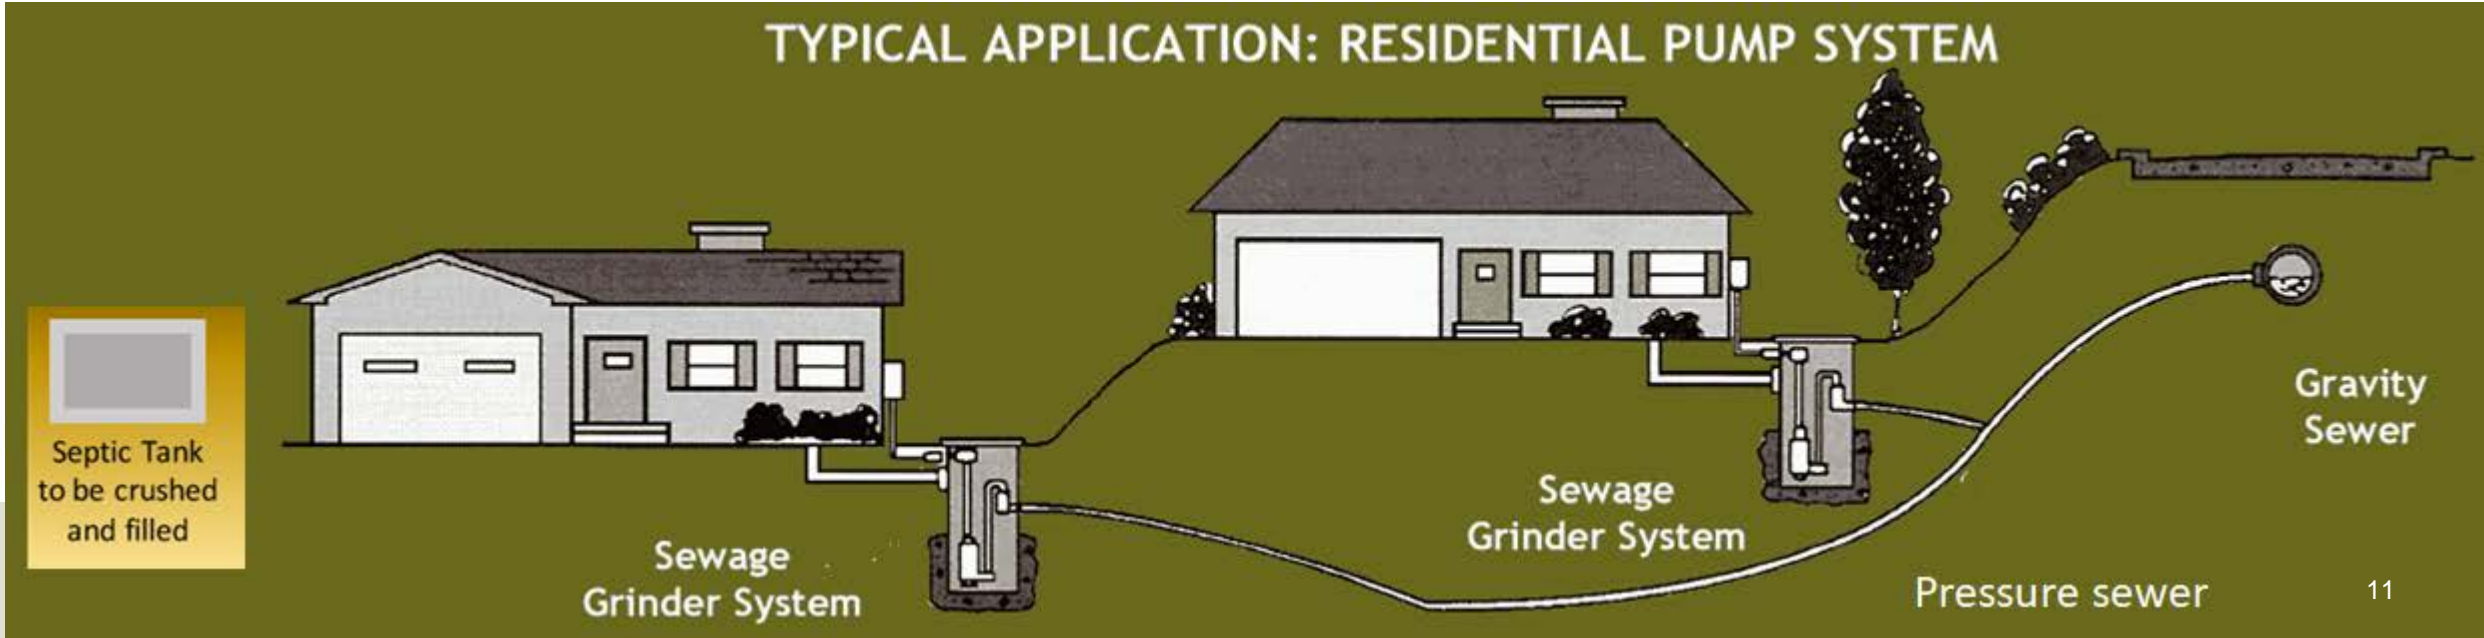 TYPICAL APPLICATION: RESIDENTIAL PUMP SYSTEM
Septic Tank
to be crushed
and filled
Sewage
Grinder System
Sewage
Grinder System
Gravity
Sewer
Pressure sewer
11